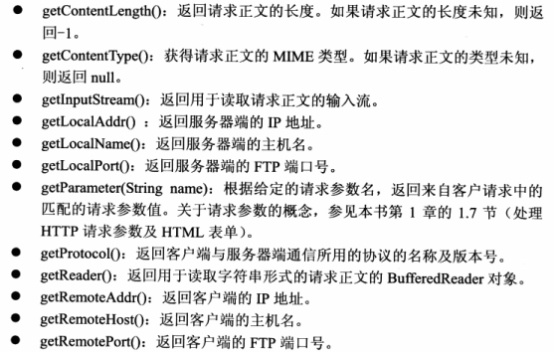 ● getContentLength()：返回请求正文的长度。如果请求正文的长度未知，则返
回-1。
● getContentType()：获得请求正文的 MIME 类型。如果请求正文的类型未知，
则返回 null。
● getInputStream()：返回用于读取请求正文的输入流。
● getLocalAddr() ：返回服务器端的 IP 地址。
● getLocalName()：返回服务器端的主机名。
● getLocalPort()：返回服务器端的 FTP 端口号。
● getParameter(String name)：根据给定的请求参数名，返回来自客户请求中的
匹配的请求参数值。关于请求参数的概念，参见本书第 1 章的 1.7 节（处理
HTTP 请求参数及 HTML 表单）。
● getProtocol()：返回客户端与服务器端通信所用的协议的名称及版本号。
● getReader()：返回用于读取字符串形式的请求正文的 BufferedReader 对象。
● getRemoteAddr()：返回客户端的 IP 地址。
● getRemoteHost()：返回客户端的主机名。
● getRemotePort()：返回客户端的 FTP 端口号。